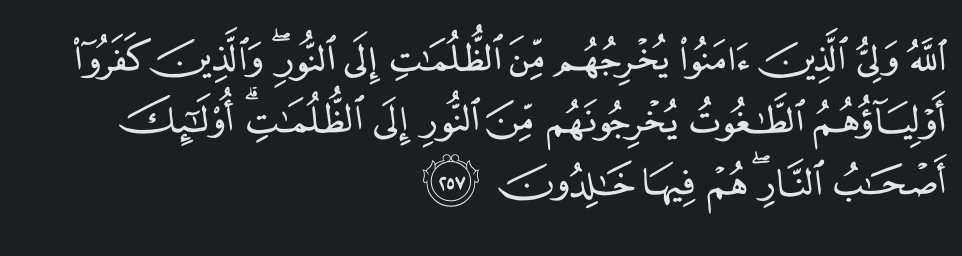 ٱللَّهُ وَلِىُّ ٱلَّذِينَ ءَامَنُوا۟ يُخْرِجُهُم مِّنَ ٱلظُّلُمَـٰتِ إِلَى ٱلنُّورِ ۖ وَٱلَّذِينَ كَفَرُوٓا۟
أَوْلِيَآؤُهُمُ ٱلطَّـٰغُوتُ يُخْرِجُونَهُم مِّنَ ٱلنُّورِ إِلَى ٱلظُّلُمَـٰتِ ۗ أُو۟لَـٰٓئِكَ
أَصْحَـٰبُ ٱلنَّارِ ۖ هُمْ فِيهَا خَـٰلِدُونَ ٢٥٧